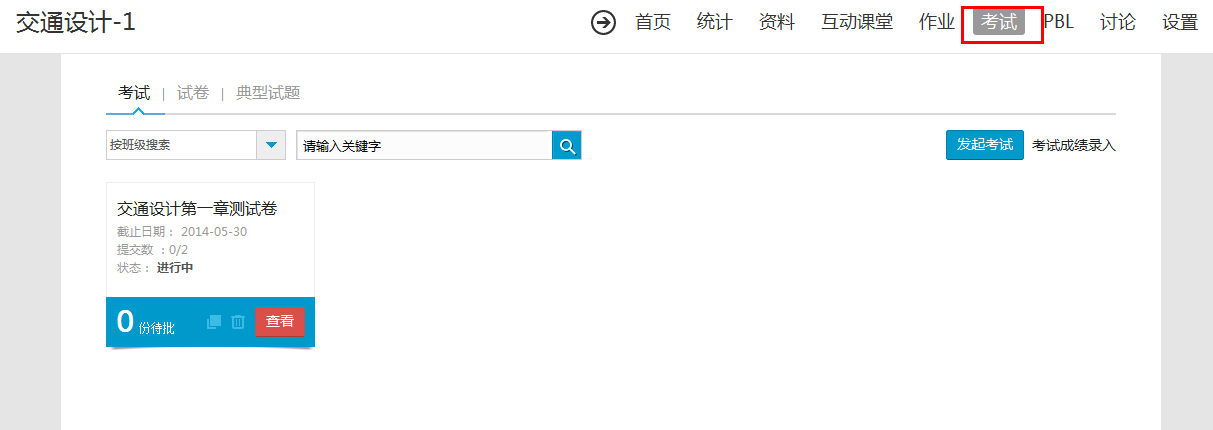 交通设计-1
首页 统计 资料 互动课堂 作业 考试 PBL 讨论 设置
考试 | 试卷 | 典型试题
按班级搜索 请输入关键字 发起考试 考试成绩录入
交通设计第一章测试卷
截止日期： 2014-05-30
提交数 ：0/2
状态： 进行中
0 份待批 查看